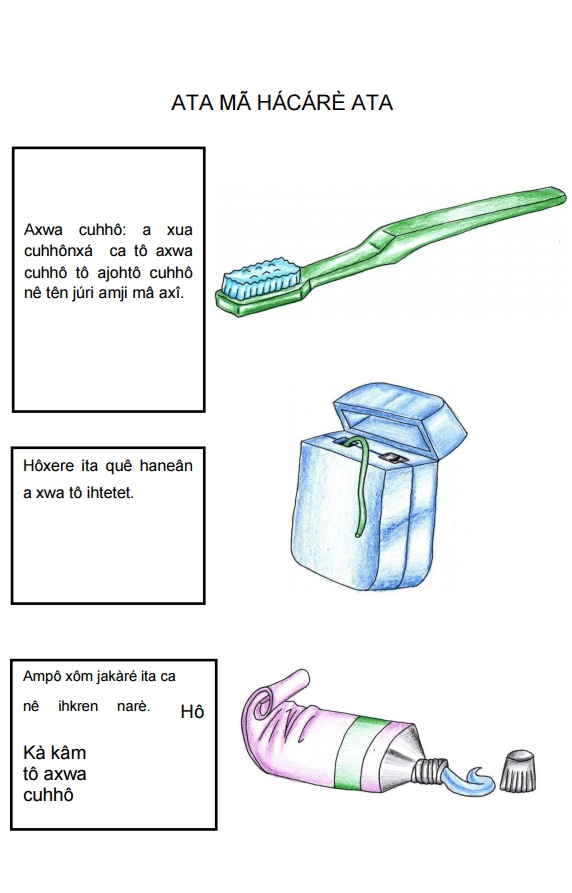 ATA MÃ HÁCÁRÈ ATA
Axwa cuhhô: a xua
cuhhônxá ca tô axwa
cuhhô tô ajohtô cuhhô
nê tên júri amji mâ axî.
Hôxere ita quê haneân
a xwa tô ihtetet.
Ampô xôm jakàré ita ca
nê ihkren narè. Hô
Kà kâm
tô axwa
cuhhô